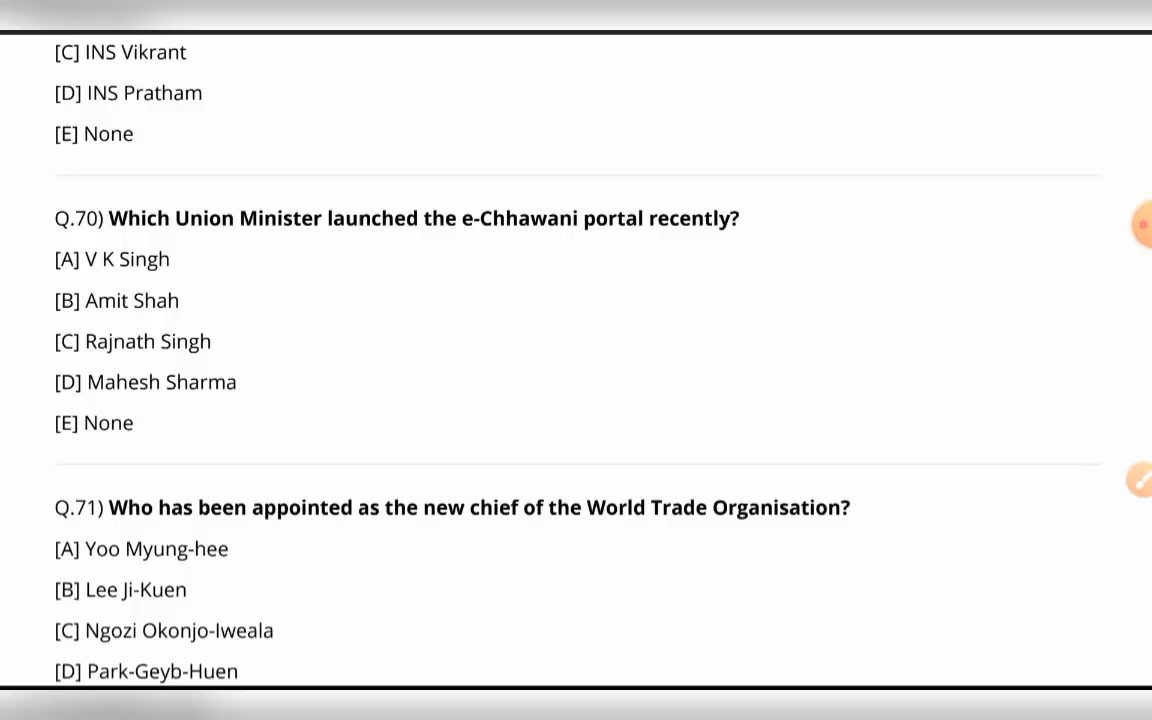 [C] INS Vikrant
[D] INS Pratham
[E] None
Q.70) Which Union Minister launched the e-Chhawani portal recently?
[A] V K Singh
[B] Amit Shah
[C] Rajnath Singh
[D] Mahesh Sharma
[E] None
Q.71) Who has been appointed as the new chief of the World Trade Organisation?
[A] Yoo Myung-hee
[B] Lee Ji-Kuen
[C] Ngozi Okonjo-Iweala
[D] Park-Geyb-Huen